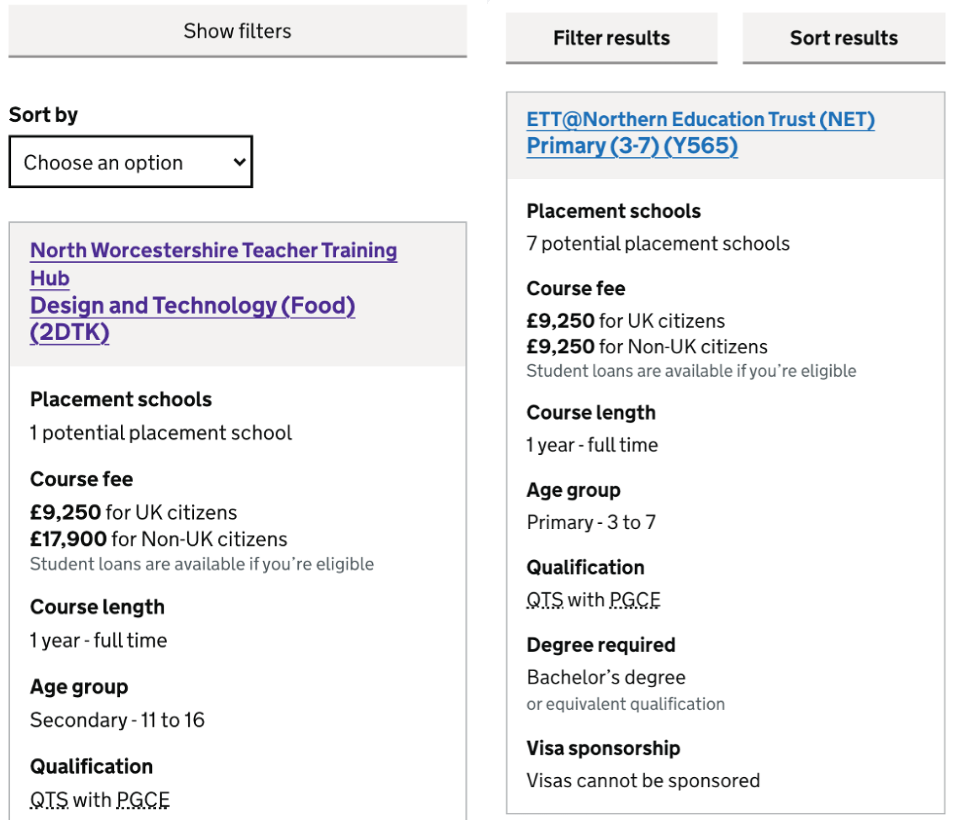 Show filters
Sort by
Choose an option
North Worcestershire Teacher Training
Hub
Design and Technology (Food)
(2DTK)
Placement schools
1 potential placement school
Course fee
£9,250 for UK citizens
£17,900 for Non-UK citizens
Student loans are available if you're eligible
Course length
1 year - full time
Age group
Secondary - 11 to 16
Qualification
QTS with PGCE
Filter results
Sort results
ETT@Northern Education Trust (NET)
Primary (3-7) (Y565)
Placement schools
7 potential placement schools
Course fee
£9,250 for UK citizens
£9,250 for Non-UK citizens
Student loans are available if you're eligible
Course length
1 year - full time
Age group
Primary - 3 to 7
Qualification
QTS with PGCE
Degree required
Bachelor's degree
or equivalent qualification
Visa sponsorship
Visas cannot be sponsored